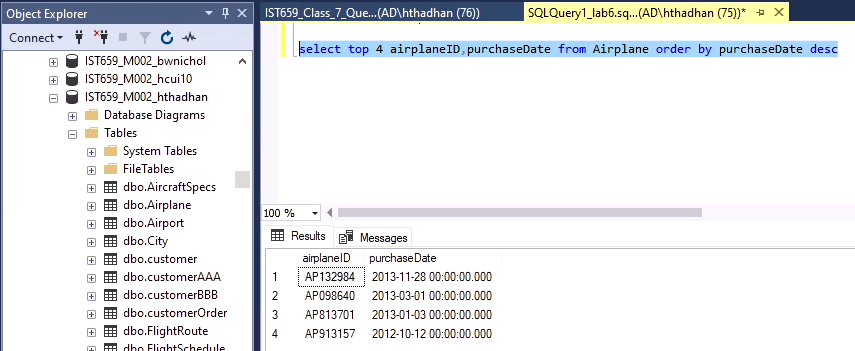 Object Explorer
Connect
IST659_M002_bwnichol
IST659_M002_hcui10
IST659_M002_hthadhan
Database Diagrams
Tables
System Tables
FileTables
dbo.AircraftSpecs
dbo.Airplane
dbo.Airport
dbo.City
dbo.customer
dbo.customerAAA
dbo.customerBBB
dbo.customerOrder
dbo.FlightRoute
dbo.FlightSchedule
IST659_Class_7_Que...(AD\hthadhan (76)) SQLQuery1_lab6.sq...(AD\hthadhan (75))*
select top 4 airplaneID,purchaseDate from Airplane order by purchaseDate desc
100 %
Results Messages
airplaneID purchaseDate
1 AP132984 2013-11-28 00:00:00.000
2 AP098640 2013-03-01 00:00:00.000
3 AP813701 2013-01-03 00:00:00.000
4 AP913157 2012-10-12 00:00:00.000